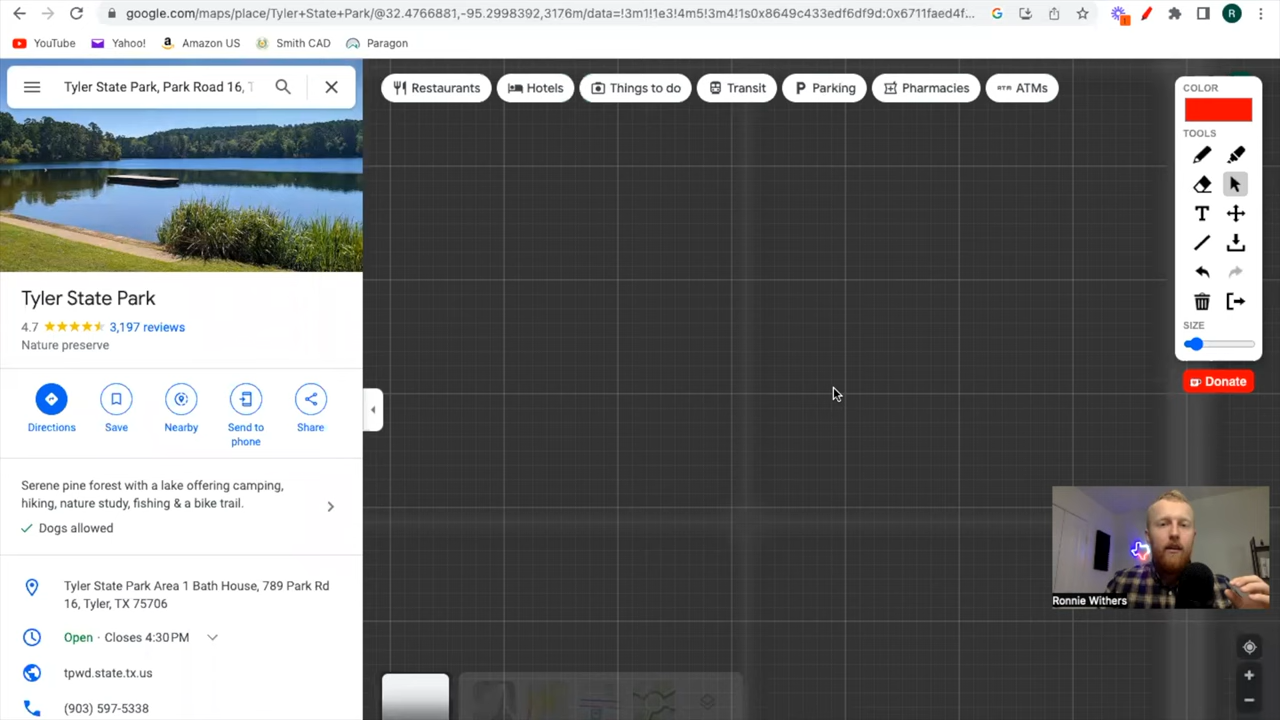 google.com/maps/place/Tyler+State+Park/@32.4766881,-95.2998392,3176m/data=!3m1!1e3!4m5!3m4!1s0x8649c433edf6df9d:0x6711faed4f...
YouTube Yahoo! Amazon US Smith CAD Paragon
Tyler State Park, Park Road 16,
Restaurants Hotels Things to do Transit Parking Pharmacies ATMs
COLOR
TOOLS
SIZE
Donate
Tyler State Park
4.7 3,197 reviews
Nature preserve
Directions Save Nearby Send to phone Share
Serene pine forest with a lake offering camping,
hiking, nature study, fishing & a bike trail.
Dogs allowed
Tyler State Park Area 1 Bath House, 789 Park Rd
16, Tyler, TX 75706
Open · Closes 4:30 PM
tpwd.state.tx.us
(903) 597-5338
Ronnie Withers